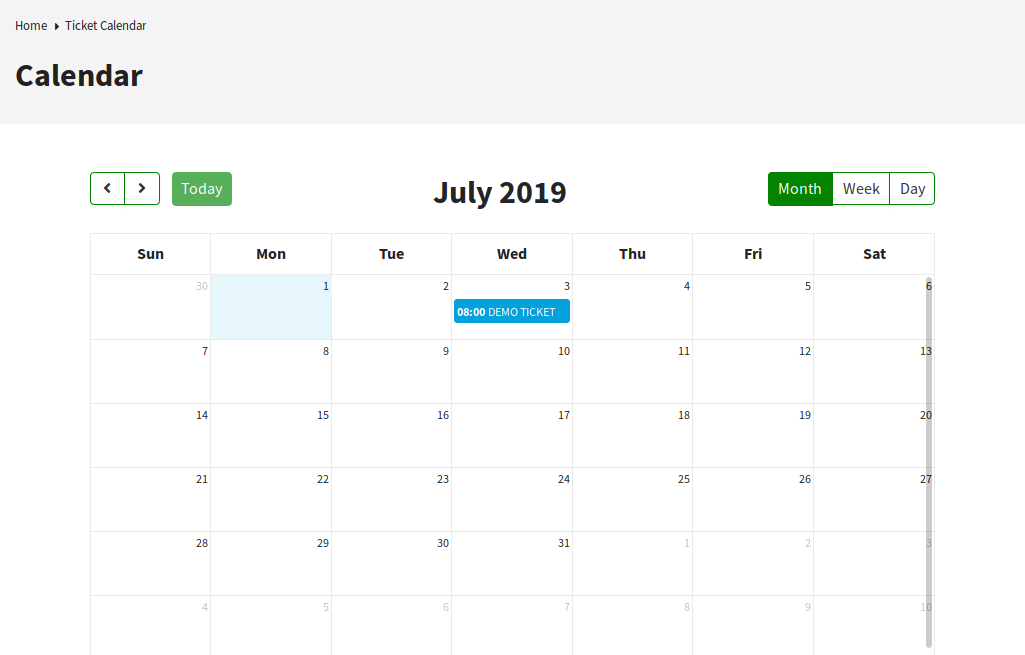 Home Ticket Calendar
Calendar
Today
July 2019
Month Week Day
Sun Mon Tue Wed Thu Fri Sat
30 1 2 3 4 5 6
08:00 DEMO TICKET
7 8 9 10 11 12 13
14 15 16 17 18 19 20
21 22 23 24 25 26 27
28 29 30 31 1 2 3
4 5 6 7 8 9 10